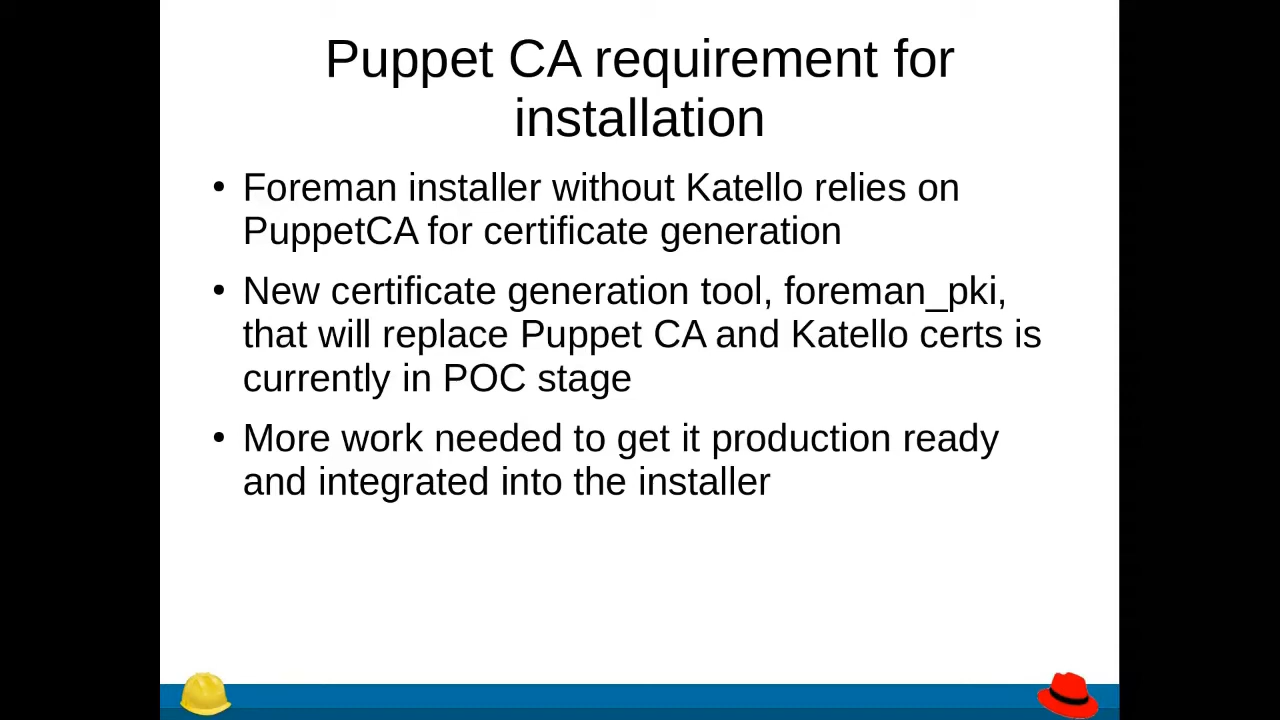 Puppet CA requirement for
installation
• Foreman installer without Katello relies on
PuppetCA for certificate generation
• New certificate generation tool, foreman_pki,
that will replace Puppet CA and Katello certs is
currently in POC stage
• More work needed to get it production ready
and integrated into the installer